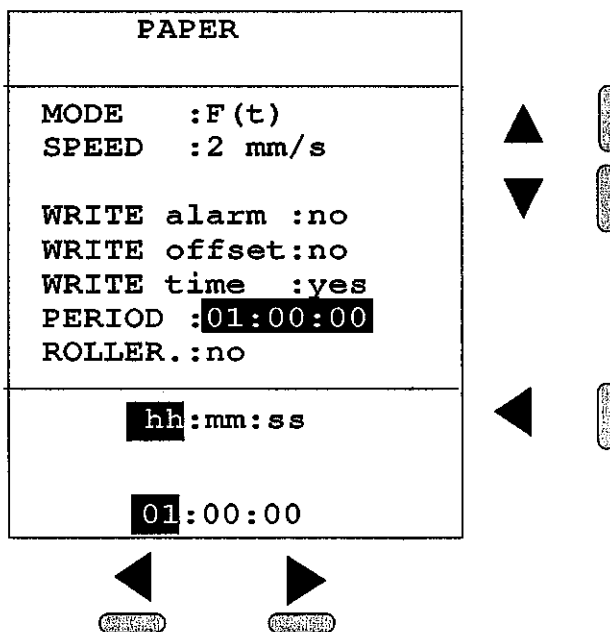 PAPER
MODE :F(t)
SPEED :2 mm/s
WRITE alarm :no
WRITE offset:no
WRITE time :yes
PERIOD :01:00:00
ROLLER.:no
hh:mm:ss
01:00:00